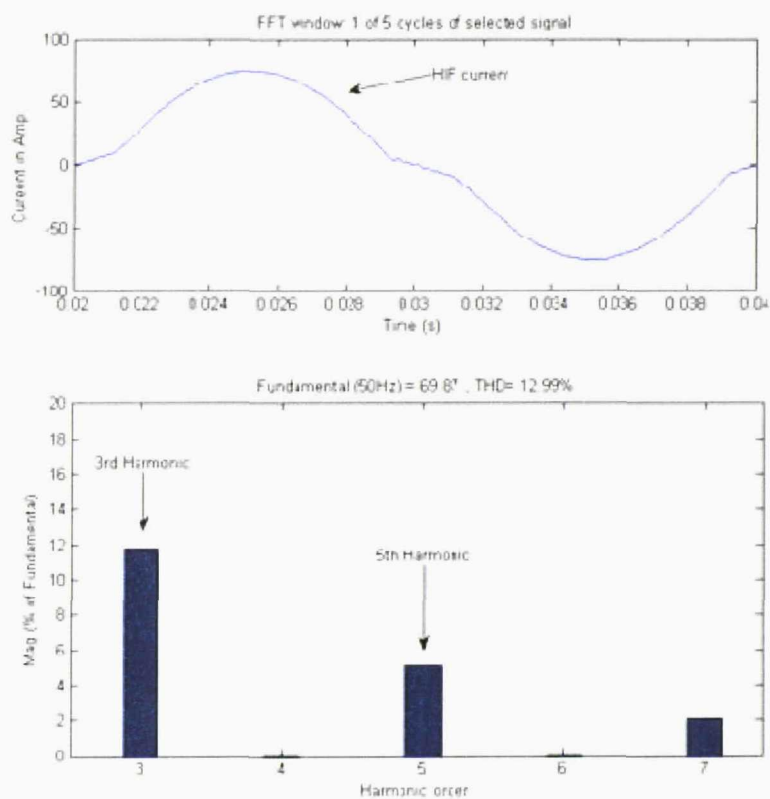 FFT window: 1 of 5 cycles of selected signal
100
50
0
-50
-100
Current in Amp
HIF current
0.02 0.022 0.024 0.026 0.028 0.03 0.032 0.034 0.036 0.038 0.04
Time (s)
Fundamental (50Hz) = 69.87 , THD= 12.99%
20
18
16
14
12
10
8
6
4
2
0
Mag (% of Fundamental)
3rd Harmonic
5th Harmonic
3 4 5 6 7
Harmonic order